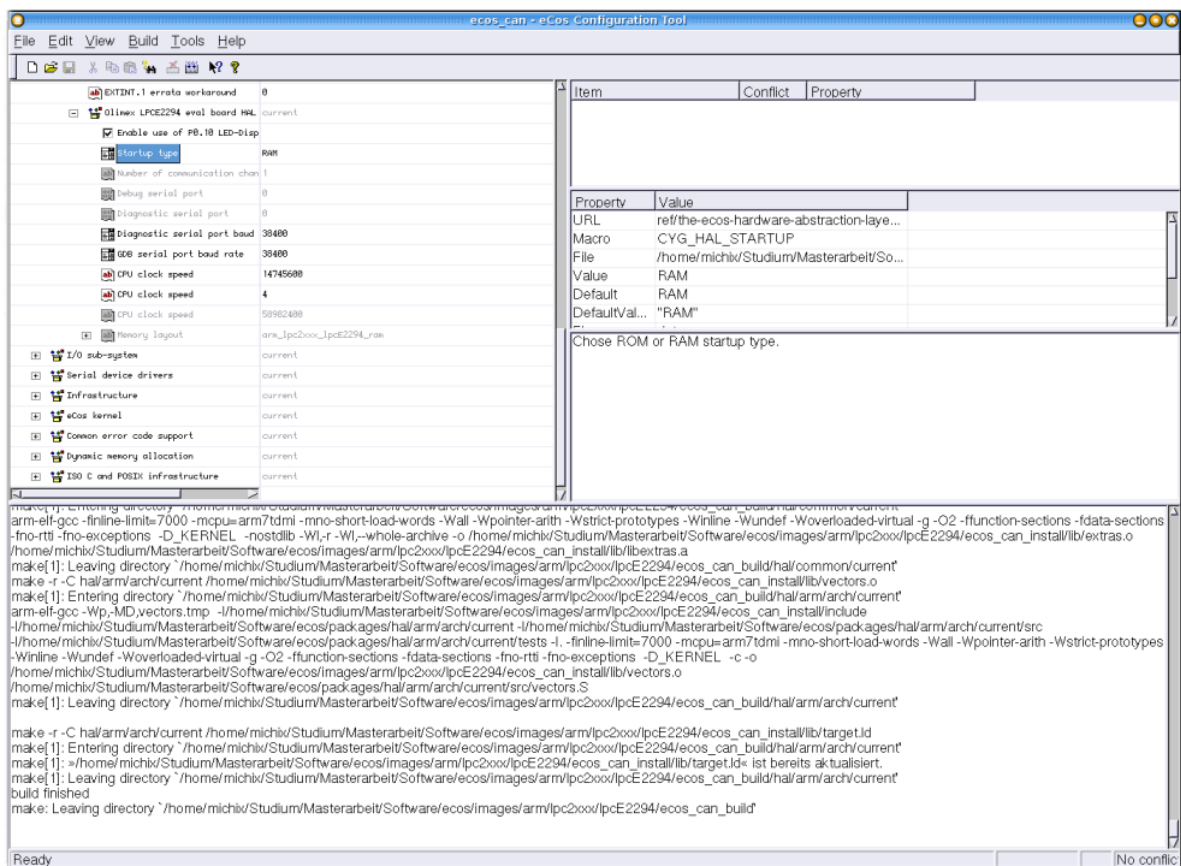 ecos_can - eCos Configuration Tool
File Edit View Build Tools Help
EXTINT.1 errata workaround 0
Olimex LPCE2294 eval board HAL current
Enable use of P0.10 LED-Disp
Startup type RAM
Number of communication chan 1
Debug serial port 0
Diagnostic serial port 0
Diagnostic serial port baud 38400
GDB serial port baud rate 38400
CPU clock speed 14745600
CPU clock speed 4
CPU clock speed 58982400
Memory layout arm_lpc2xxx_lpcE2294_ram
I/O sub-system current
Serial device drivers current
Infrastructure current
eCos kernel current
Common error code support current
Dynamic memory allocation current
ISO C and POSIX infrastructure current
Item Conflict Property
Property Value
URL ref/the-ecos-hardware-abstraction-laye...
Macro CYG_HAL_STARTUP
File /home/michix/Studium/Masterarbeit/So...
Value RAM
Default RAM
DefaultVal... "RAM"
Chose ROM or RAM startup type.
make[1]: Entering directory `/home/michix/Studium/Masterarbeit/Software/ecos/images/arm/lpc2xxx/lpcE2294/ecos_can_build/hal/common/current'
arm-elf-gcc -finline-limit=7000 -mcpu=arm7tdmi -mno-short-load-words -Wall -Wpointer-arith -Wstrict-prototypes -Winline -Wundef -Woverloaded-virtual -g -O2 -ffunction-sections -fdata-sections
-fno-rtti -fno-exceptions -D_KERNEL -nostdlib -Wl,-r -Wl,--whole-archive -o /home/michix/Studium/Masterarbeit/Software/ecos/images/arm/lpc2xxx/lpcE2294/ecos_can_install/lib/extras.o
/home/michix/Studium/Masterarbeit/Software/ecos/images/arm/lpc2xxx/lpcE2294/ecos_can_install/lib/libextras.a
make[1]: Leaving directory `/home/michix/Studium/Masterarbeit/Software/ecos/images/arm/lpc2xxx/lpcE2294/ecos_can_build/hal/common/current'
make -r -C hal/arm/arch/current /home/michix/Studium/Masterarbeit/Software/ecos/images/arm/lpc2xxx/lpcE2294/ecos_can_install/lib/vectors.o
make[1]: Entering directory `/home/michix/Studium/Masterarbeit/Software/ecos/images/arm/lpc2xxx/lpcE2294/ecos_can_build/hal/arm/arch/current'
arm-elf-gcc -Wp,-MD,vectors.tmp -I/home/michix/Studium/Masterarbeit/Software/ecos/images/arm/lpc2xxx/lpcE2294/ecos_can_install/include
-I/home/michix/Studium/Masterarbeit/Software/ecos/packages/hal/arm/arch/current -I/home/michix/Studium/Masterarbeit/Software/ecos/packages/hal/arm/arch/current/src
-I/home/michix/Studium/Masterarbeit/Software/ecos/packages/hal/arm/arch/current/tests -I. -finline-limit=7000 -mcpu=arm7tdmi -mno-short-load-words -Wall -Wpointer-arith -Wstrict-prototypes
-Winline -Wundef -Woverloaded-virtual -g -O2 -ffunction-sections -fdata-sections -fno-rtti -fno-exceptions -D_KERNEL -c -o
/home/michix/Studium/Masterarbeit/Software/ecos/images/arm/lpc2xxx/lpcE2294/ecos_can_install/lib/vectors.o
/home/michix/Studium/Masterarbeit/Software/ecos/packages/hal/arm/arch/current/src/vectors.S
make[1]: Leaving directory `/home/michix/Studium/Masterarbeit/Software/ecos/images/arm/lpc2xxx/lpcE2294/ecos_can_build/hal/arm/arch/current'
make -r -C hal/arm/arch/current /home/michix/Studium/Masterarbeit/Software/ecos/images/arm/lpc2xxx/lpcE2294/ecos_can_install/lib/target.ld
make[1]: Entering directory `/home/michix/Studium/Masterarbeit/Software/ecos/images/arm/lpc2xxx/lpcE2294/ecos_can_build/hal/arm/arch/current'
make[1]: »/home/michix/Studium/Masterarbeit/Software/ecos/images/arm/lpc2xxx/lpcE2294/ecos_can_install/lib/target.ld« ist bereits aktualisiert.
make[1]: Leaving directory `/home/michix/Studium/Masterarbeit/Software/ecos/images/arm/lpc2xxx/lpcE2294/ecos_can_build/hal/arm/arch/current'
build finished
make: Leaving directory `/home/michix/Studium/Masterarbeit/Software/ecos/images/arm/lpc2xxx/lpcE2294/ecos_can_build'
Ready No conflic